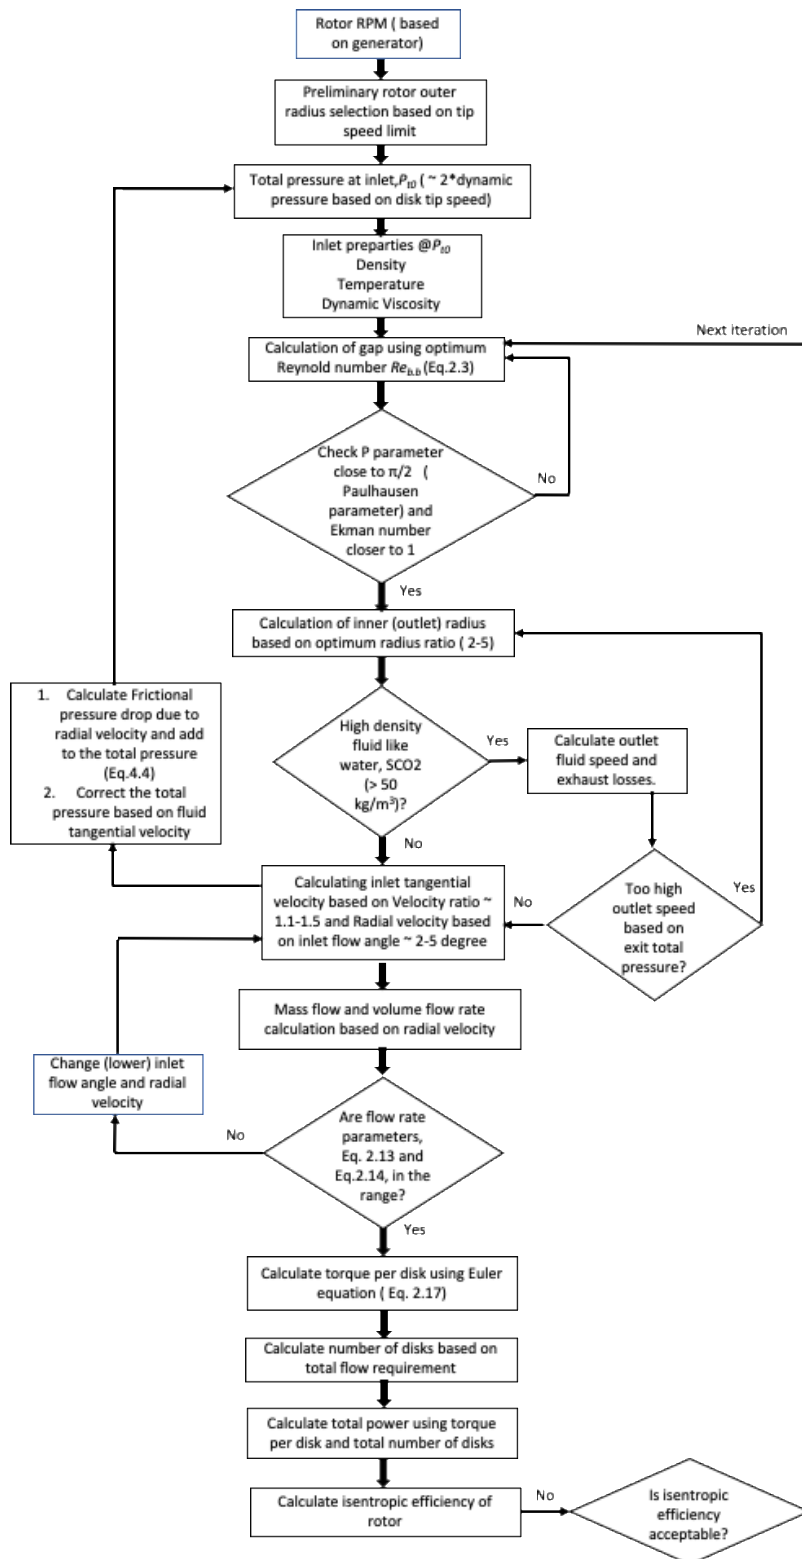 Rotor RPM ( based
on generator)
Preliminary rotor outer
radius selection based on tip
speed limit
Total pressure at inlet,Pt0 ( ~ 2*dynamic
pressure based on disk tip speed)
Inlet preparties @Pt0
Density
Temperature
Dynamic Viscosity
Next iteration
Calculation of gap using optimum
Reynold number Reb,b (Eq.2.3)
Check P parameter
close to π/2 (
Paulhausen
parameter) and
Ekman number
closer to 1
No
Yes
Calculation of inner (outlet) radius
based on optimum radius ratio ( 2-5)
1. Calculate Frictional
pressure drop due to
radial velocity and add
to the total pressure
(Eq.4.4)
2. Correct the total
pressure based on fluid
tangential velocity
High density
fluid like
water, SCO2
(> 50
kg/m³)?
Yes
Calculate outlet
fluid speed and
exhaust losses.
No
Too high
outlet speed
based on
exit total
pressure?
Yes
No
Calculating inlet tangential
velocity based on Velocity ratio ~
1.1-1.5 and Radial velocity based
on inlet flow angle ~ 2-5 degree
Mass flow and volume flow rate
calculation based on radial velocity
Change (lower) inlet
flow angle and radial
velocity
No
Are flow rate
parameters,
Eq. 2.13 and
Eq.2.14, in the
range?
Yes
Calculate torque per disk using Euler
equation ( Eq. 2.17)
Calculate number of disks based on
total flow requirement
Calculate total power using torque
per disk and total number of disks
Calculate isentropic efficiency of
rotor
No
Is isentropic
efficiency
acceptable?